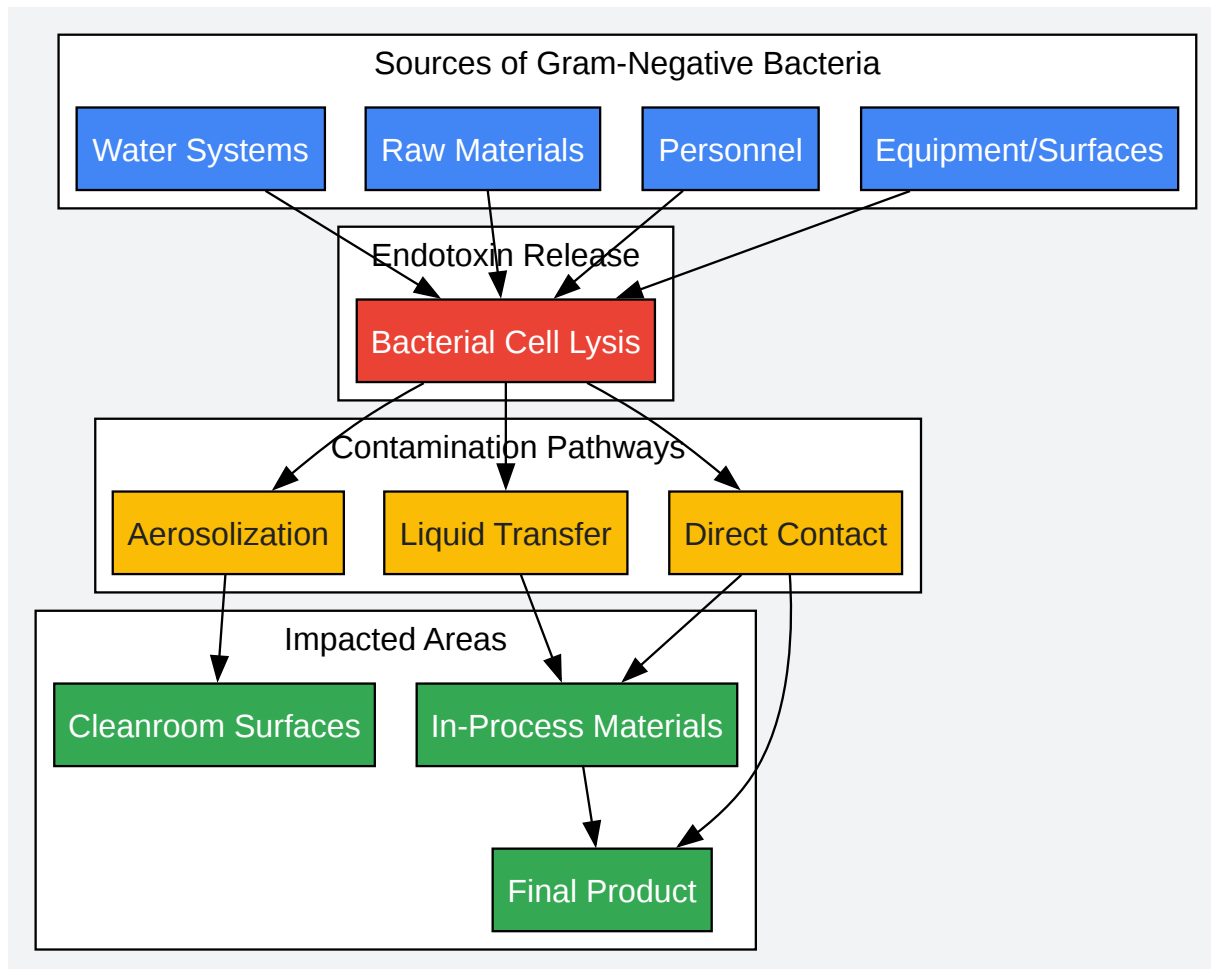 Sources of Gram-Negative Bacteria
Water Systems
Raw Materials
Personnel
Equipment/Surfaces
Endotoxin Release
Bacterial Cell Lysis
Contamination Pathways
Aerosolization
Liquid Transfer
Direct Contact
Impacted Areas
Cleanroom Surfaces
In-Process Materials
Final Product